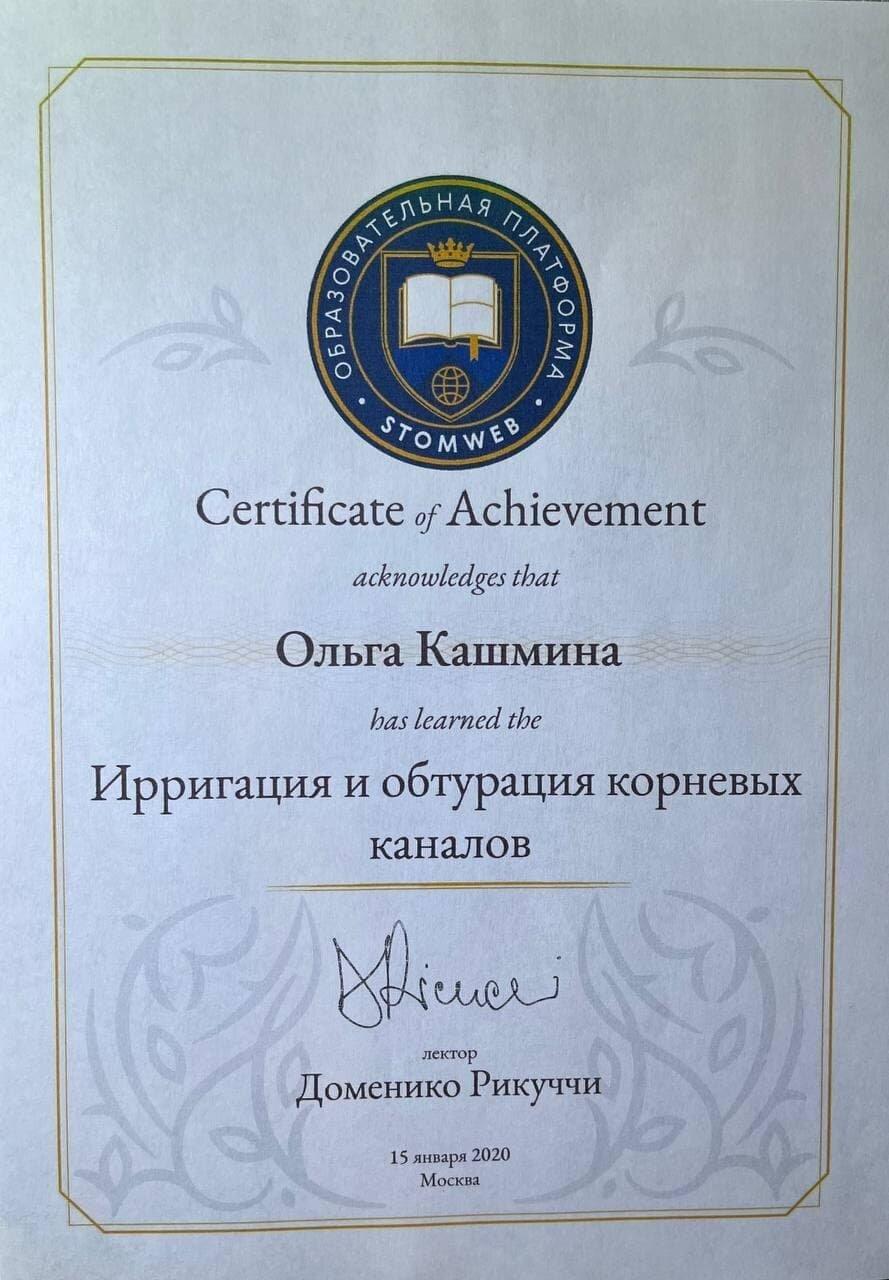 ОБРАЗОВАТЕЛЬНАЯ ПЛАТФОРМА
• STOMWEB •
Certificate of Achievement
acknowledges that
Ольга Кашмина
has learned the
Ирригация и обтурация корневых
каналов
лектор
Доменико Рикуччи
15 января 2020
Москва